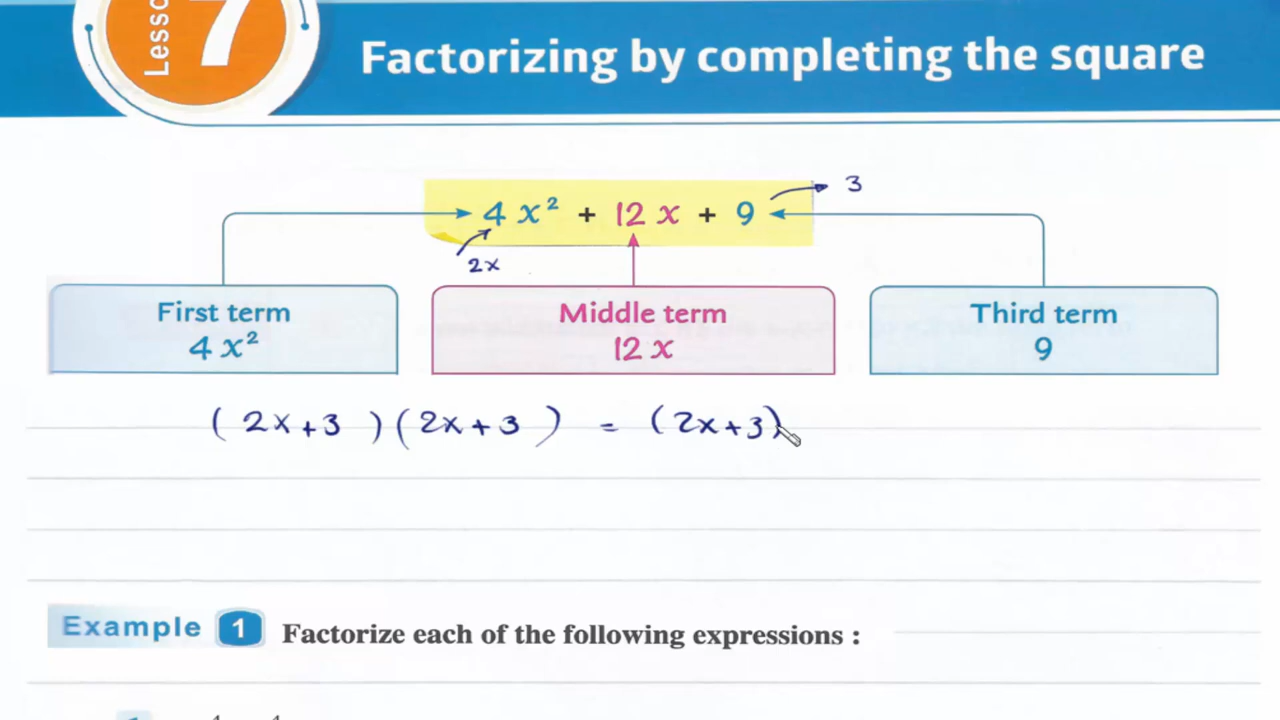 Lesso
7
Factorizing by completing the square
4 x² + 12 x + 9
3
2x
First term
4 x²
Middle term
12 x
Third term
9
( 2x+3 )( 2x+3 ) = (2x+3)
Example 1 Factorize each of the following expressions :